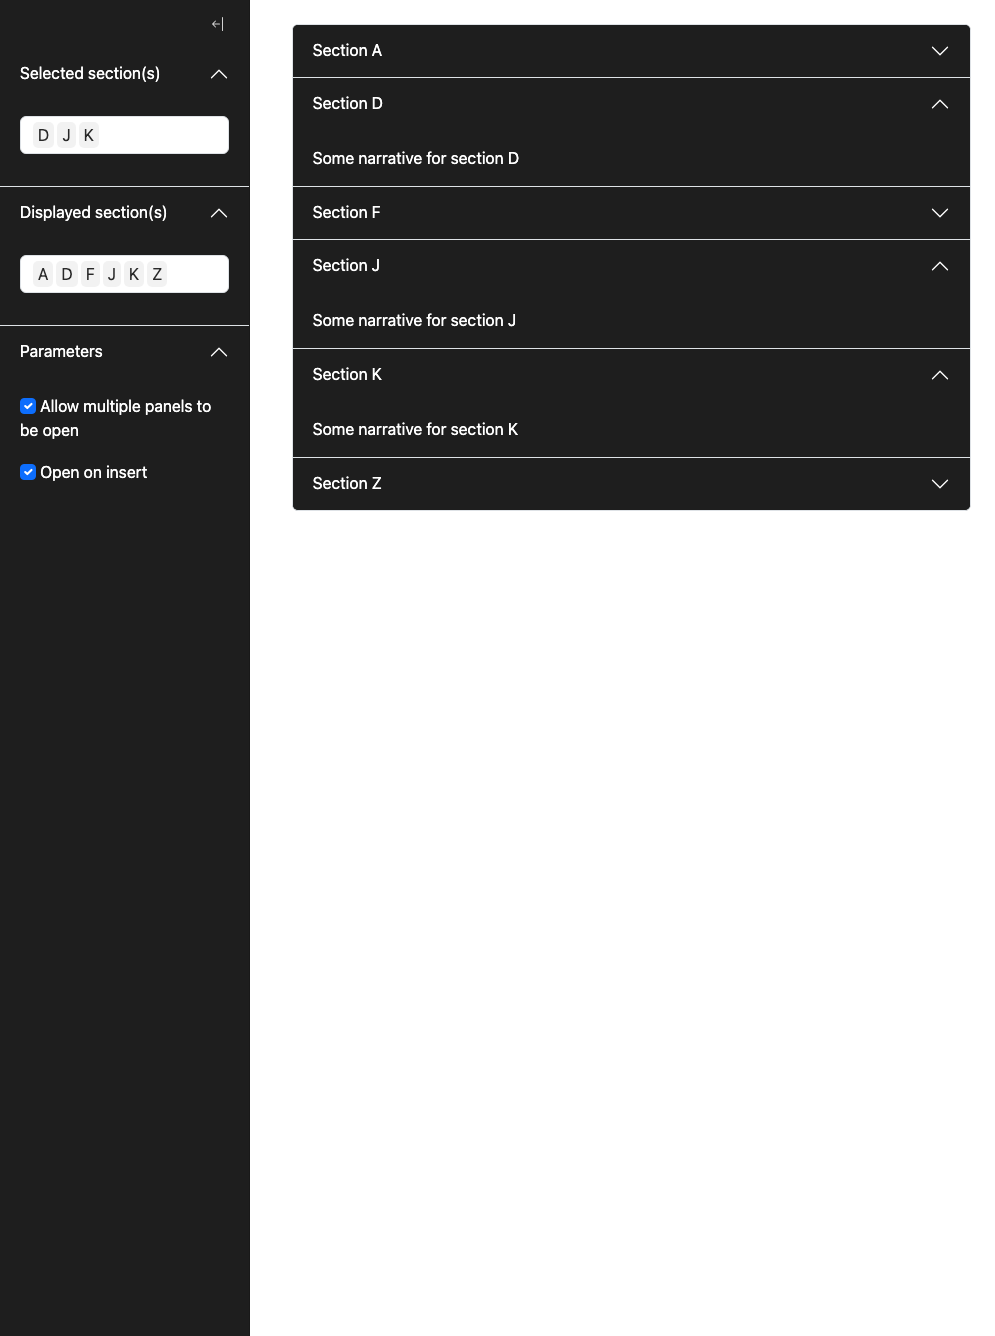 Selected section(s)
D J K
Displayed section(s)
A D F J K Z
Parameters
Allow multiple panels to
be open
Open on insert
Section A
Section D
Some narrative for section D
Section F
Section J
Some narrative for section J
Section K
Some narrative for section K
Section Z